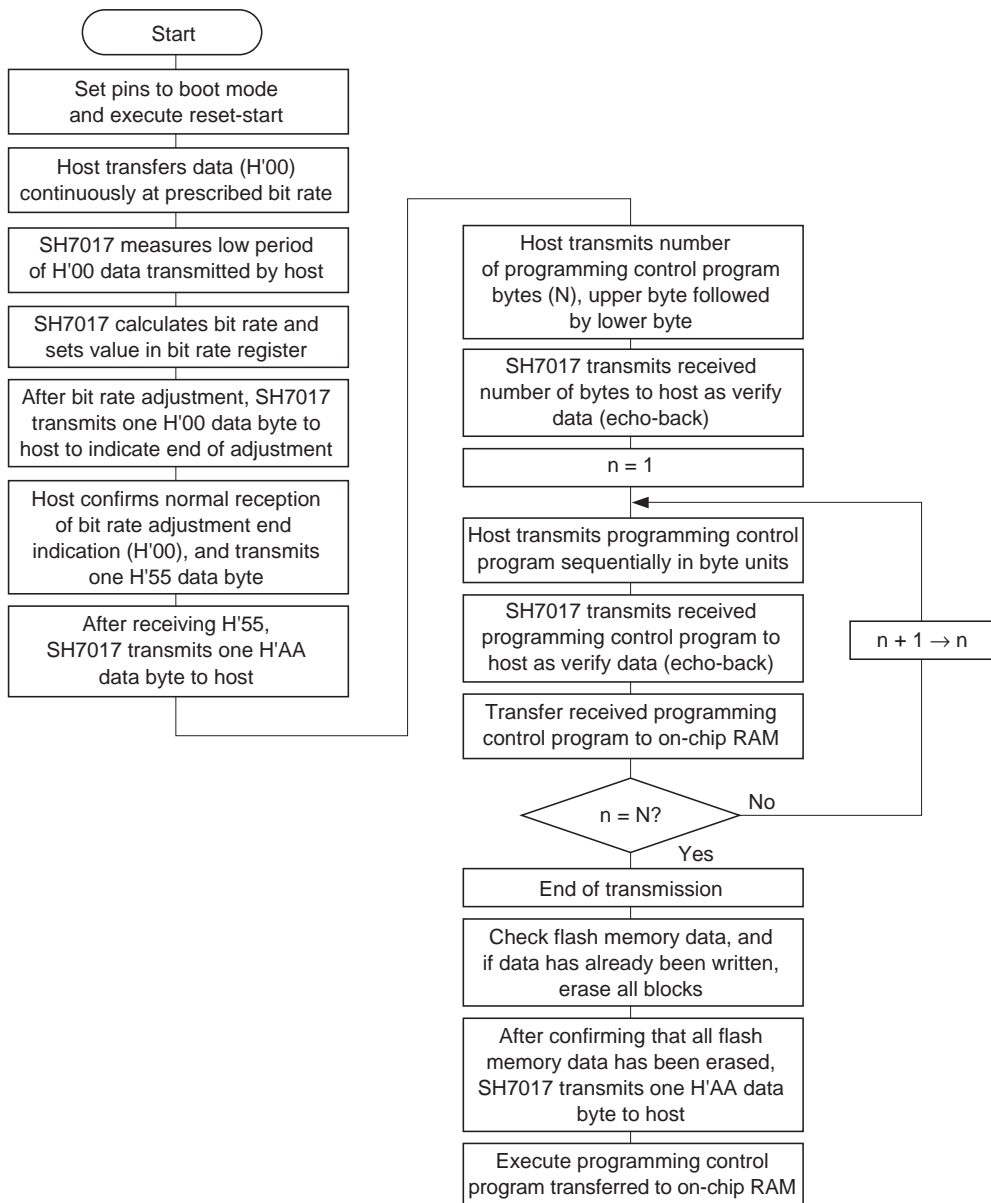 Start
Set pins to boot mode
and execute reset-start
Host transfers data (H'00)
continuously at prescribed bit rate
SH7017 measures low period
of H'00 data transmitted by host
SH7017 calculates bit rate and
sets value in bit rate register
After bit rate adjustment, SH7017
transmits one H'00 data byte to
host to indicate end of adjustment
Host confirms normal reception
of bit rate adjustment end
indication (H'00), and transmits
one H'55 data byte
After receiving H'55,
SH7017 transmits one H'AA
data byte to host
Host transmits number
of programming control program
bytes (N), upper byte followed
by lower byte
SH7017 transmits received
number of bytes to host as verify
data (echo-back)
n = 1
Host transmits programming control
program sequentially in byte units
SH7017 transmits received
programming control program to
host as verify data (echo-back)
n + 1 → n
Transfer received programming
control program to on-chip RAM
n = N?
No
Yes
End of transmission
Check flash memory data, and
if data has already been written,
erase all blocks
After confirming that all flash
memory data has been erased,
SH7017 transmits one H'AA data
byte to host
Execute programming control
program transferred to on-chip RAM